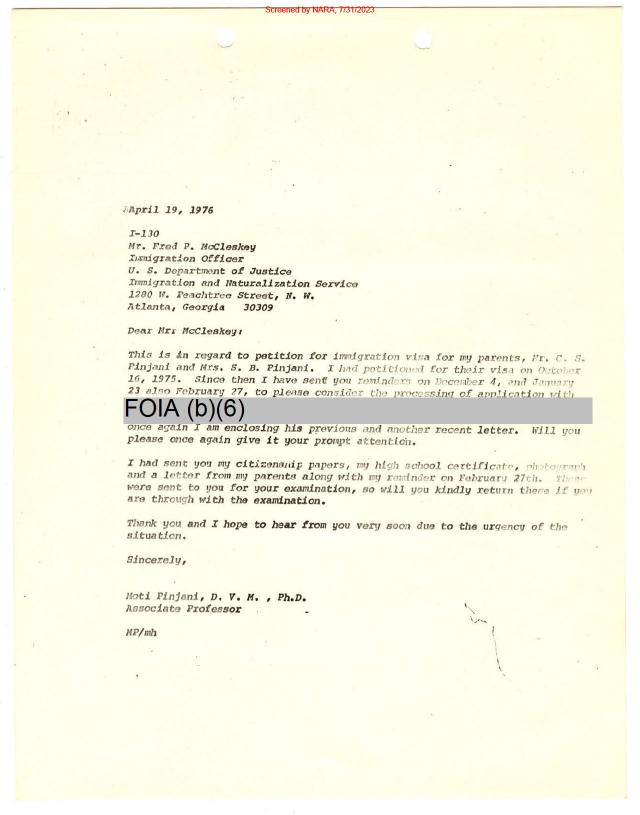 Screened by NARA, 7/31/2023
April 19, 1976
I-130
Mr. Fred P. McCleskey
Immigration Officer
U. S. Department of Justice
Immigration and Naturalization Service
1280 W. Peachtree Street, N. W.
Atlanta, Georgia 30309
Dear Mr: McCleskey:
This is in regard to petition for immigration visa for my parents, Mr. C. S.
Pinjani and Mrs. S. B. Pinjani. I had petitioned for their visa on October
16, 1975. Since then I have sent you reminders on December 4, and January
23 also February 27, to please consider the processing of application with
FOIA (b)(6)
once again I am enclosing his previous and another recent letter. Will you
please once again give it your prompt attention.
I had sent you my citizenship papers, my high school certificate, photograph
and a letter from my parents along with my reminder on February 27th. These
were sent to you for your examination, so will you kindly return these if you
are through with the examination.
Thank you and I hope to hear from you very soon due to the urgency of the
situation.
Sincerely,
Moti Pinjani, D. V. M. , Ph.D.
Associate Professor
MP/mh